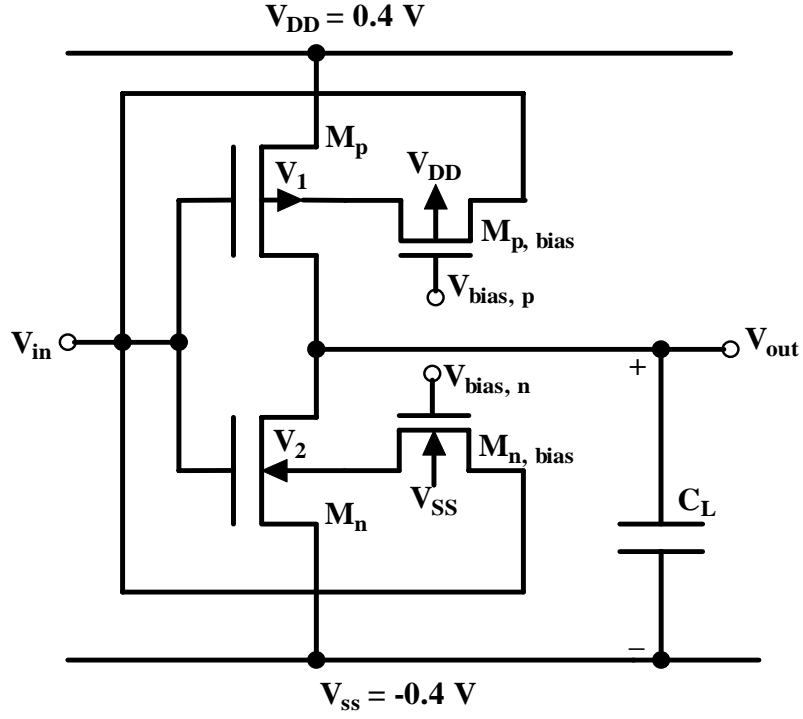 V_DD = 0.4 V
M_p
V_1
V_DD
M_p, bias
V_bias, p
V_in
V_out
+
V_bias, n
V_2
M_n, bias
V_SS
M_n
C_L
−
V_ss = -0.4 V